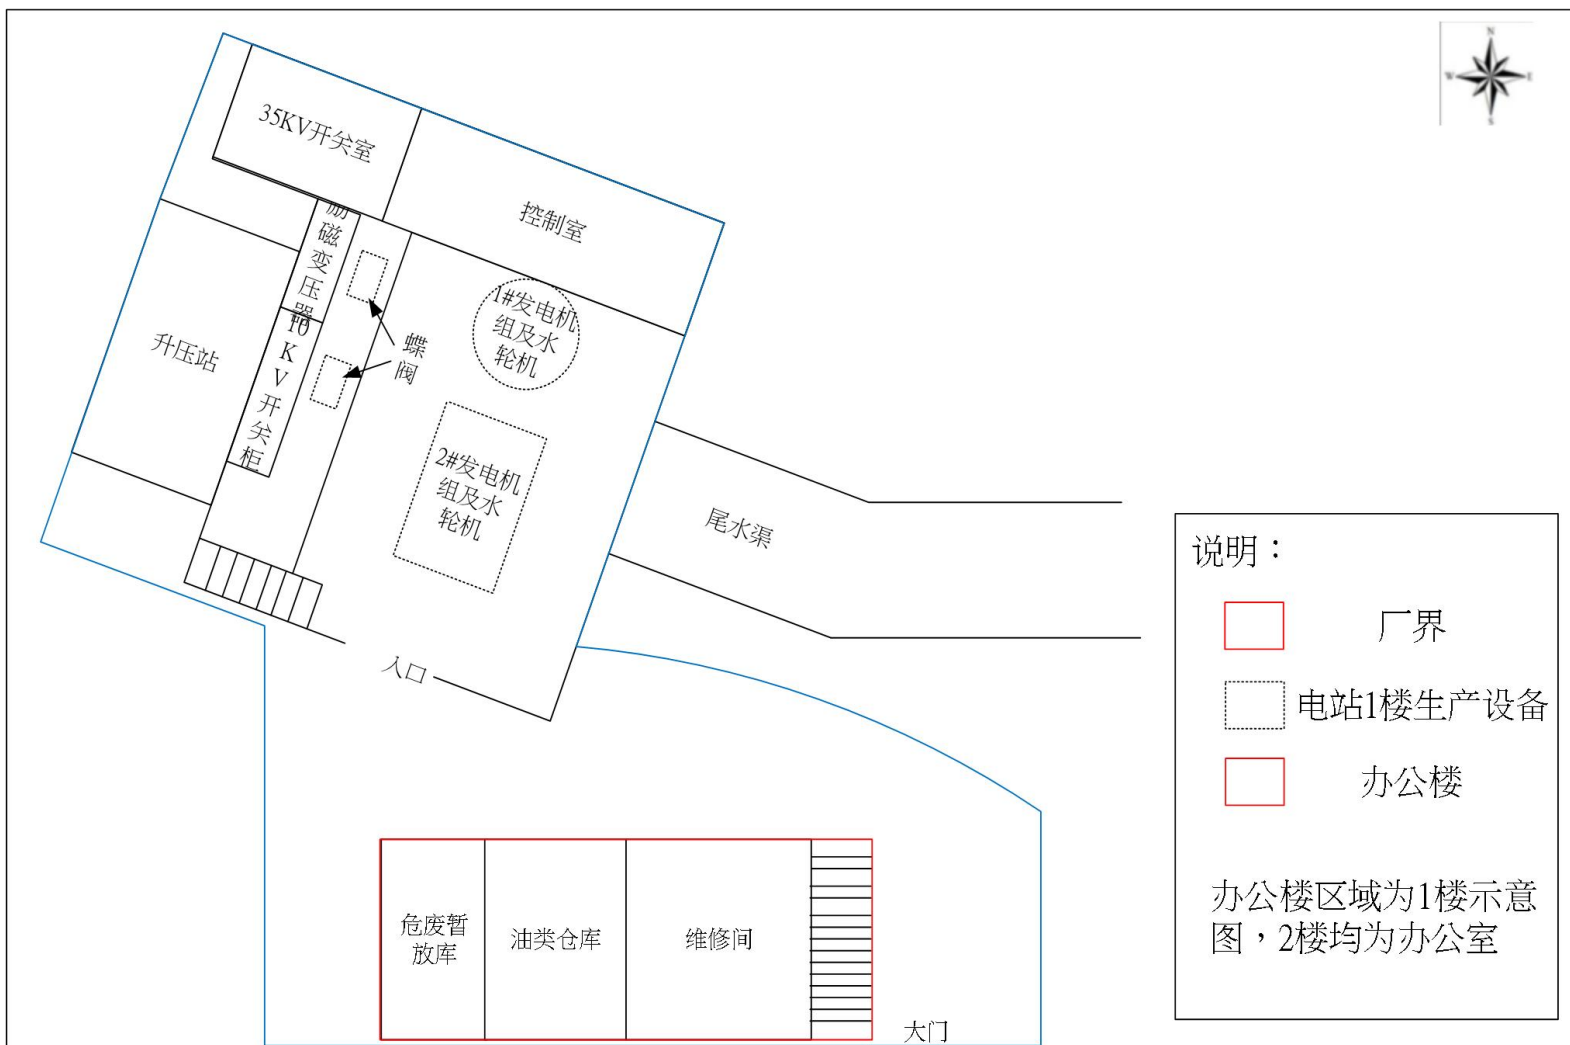 N
W
E
S
35KV开关室
控制室
励
磁
变
压
器
10
K
V
开
关
柜
升压站
蝶
阀
1#发电机
组及水
轮机
2#发电机
组及水
轮机
尾水渠
入口
说明：
厂界
电站1楼生产设备
办公楼
办公楼区域为1楼示意
图，2楼均为办公室
危废暂
放库
油类仓库
维修间
大门